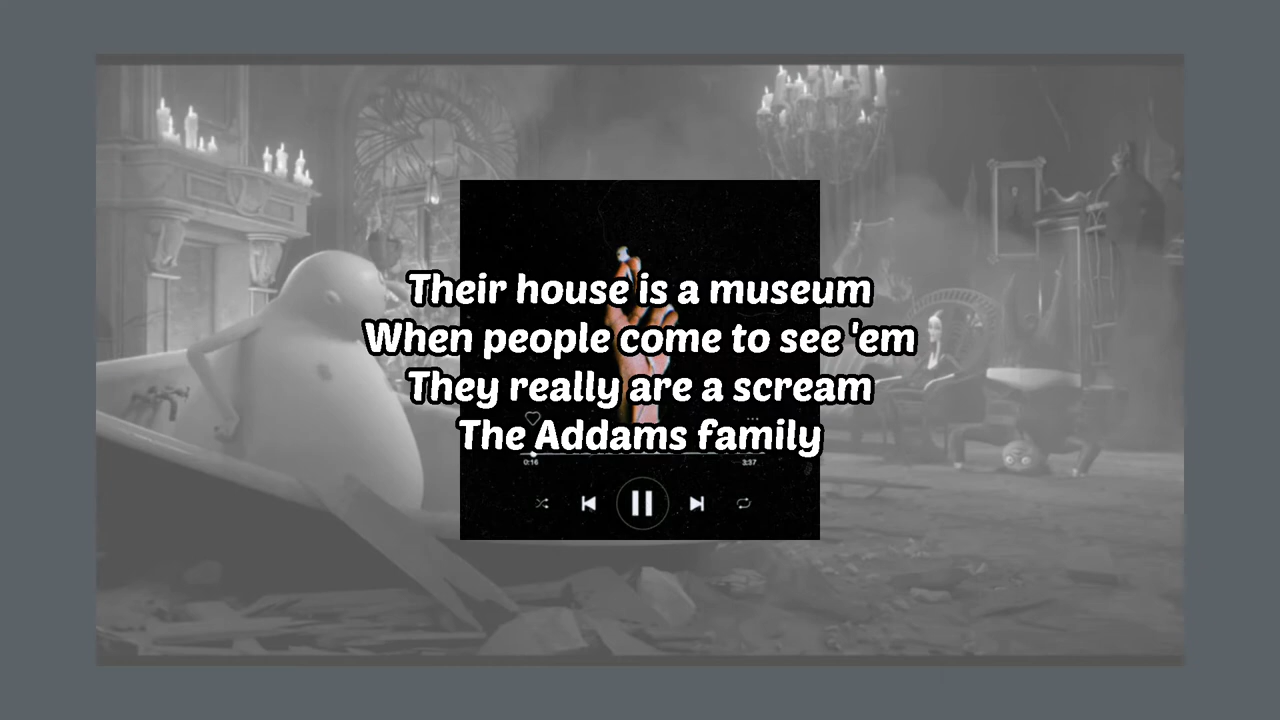 Their house is a museum
When people come to see 'em
They really are a scream
The Addams family
0:16
3:37